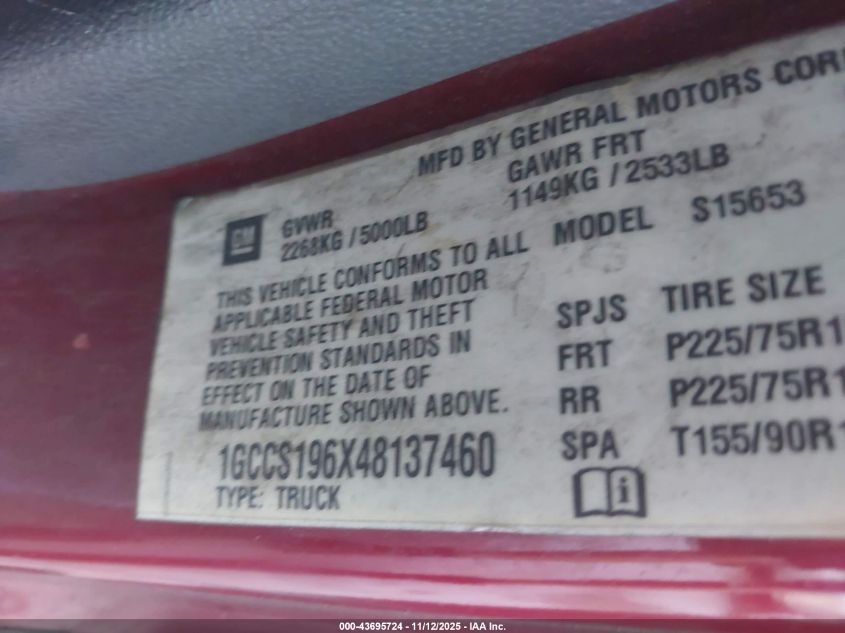 MFD BY GENERAL MOTORS COR
GAWR FRT
1149KG / 2533LB
GM
GVWR
2268KG / 5000LB
THIS VEHICLE CONFORMS TO ALL
APPLICABLE FEDERAL MOTOR
VEHICLE SAFETY AND THEFT
PREVENTION STANDARDS IN
EFFECT ON THE DATE OF
MANUFACTURE SHOWN ABOVE.
1GCCS196X48137460
TYPE: TRUCK
MODEL S15653
SPJS TIRE SIZE
FRT P225/75R1
RR P225/75R1
SPA T155/90R1
i
000-43695724 - 11/12/2025 - IAA Inc.